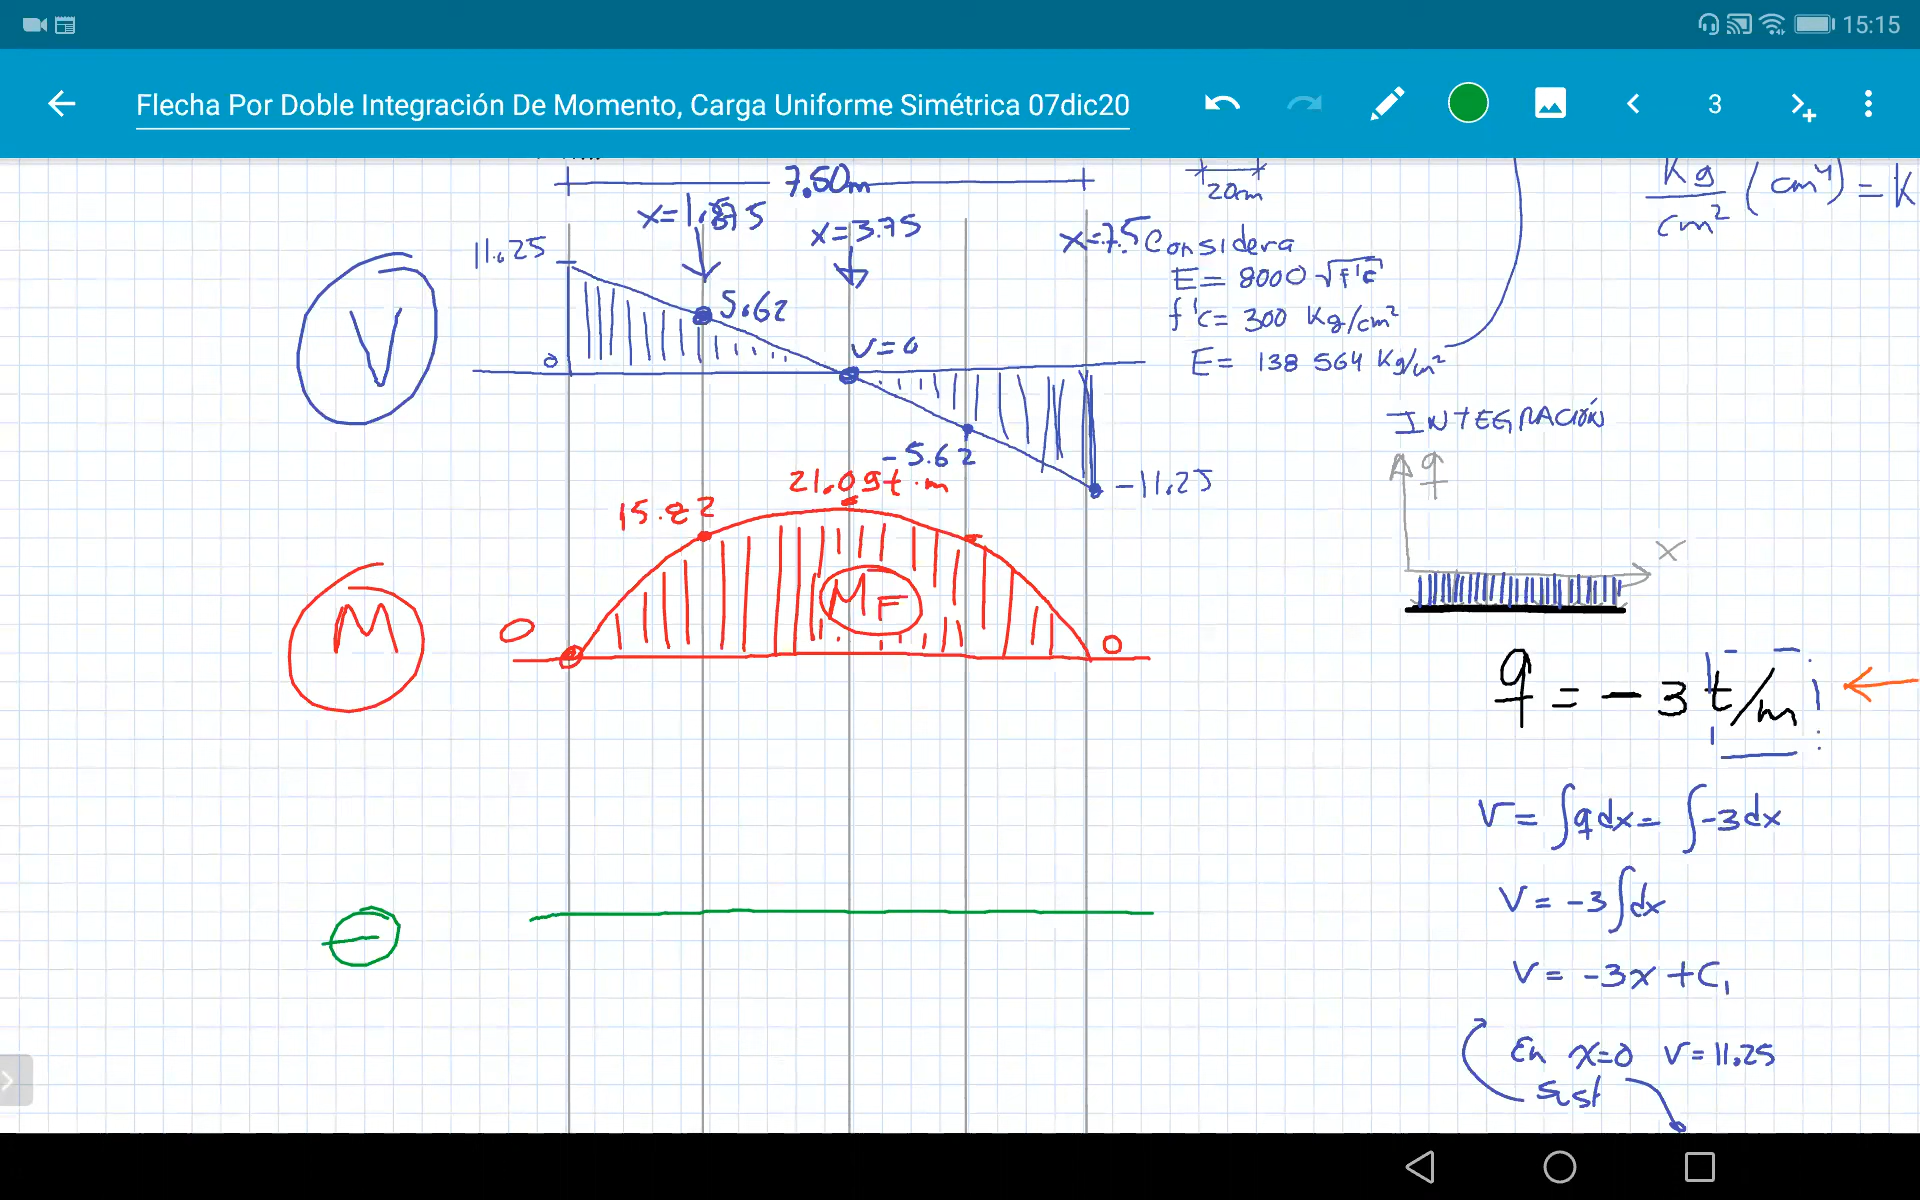 15:15
Flecha Por Doble Integración De Momento, Carga Uniforme Simétrica 07dic20
3
7.50m
20cm
Kg/cm² (cm⁴) = K
x=1.875
x=3.75
x=7.5
11.25
5.62
V=0
0
-5.62
-11.25
V
Considera
E= 8000 √f'c
f'c= 300 Kg/cm²
E= 138 564 Kg/cm²
INTEGRACIÓN
q
x
15.82
21.09t·m
MF
M
0
0
q = -3 t/m
V= ∫qdx= ∫-3dx
V= -3∫dx
V= -3x+C₁
En x=0 V=11.25
Sust
θ